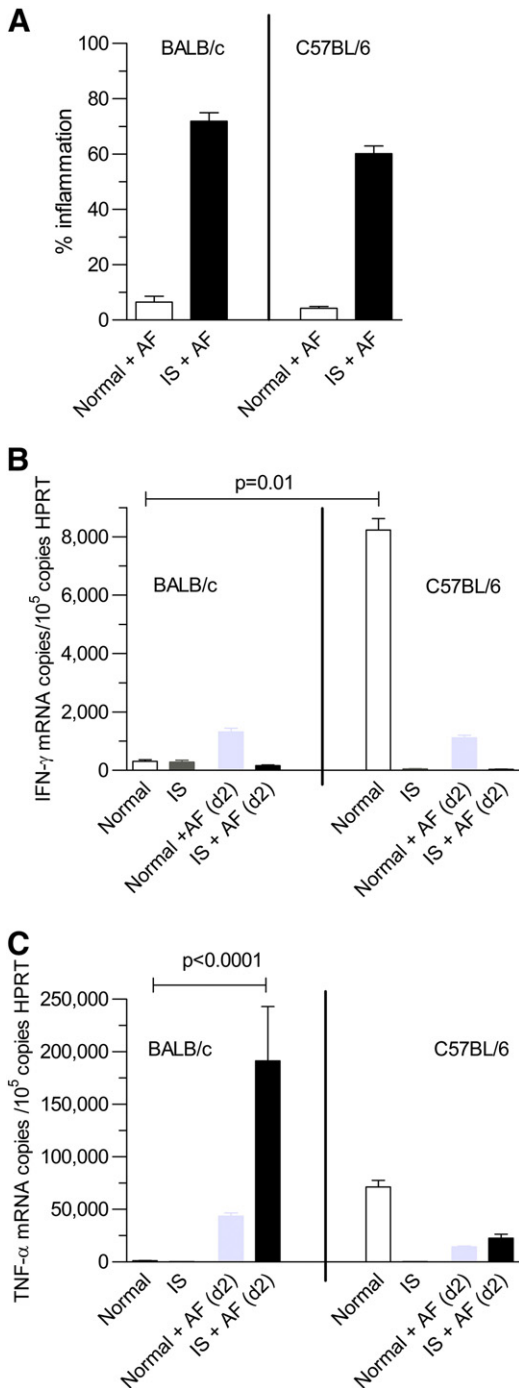 A
BALB/c
C57BL/6
% inflammation
100
80
60
40
20
0
Normal + AF
IS + AF
Normal + AF
IS + AF
B
p=0.01
BALB/c
C57BL/6
IFN-γ mRNA copies/10⁵ copies HPRT
8,000
6,000
4,000
2,000
0
Normal
IS
Normal +AF (d2)
IS + AF (d2)
Normal
IS
Normal +AF (d2)
IS + AF (d2)
C
p<0.0001
BALB/c
C57BL/6
TNF-α mRNA copies /10⁵ copies HPRT
250,000
200,000
150,000
100,000
50,000
0
Normal
IS
Normal + AF (d2)
IS + AF (d2)
Normal
IS
Normal + AF (d2)
IS + AF (d2)